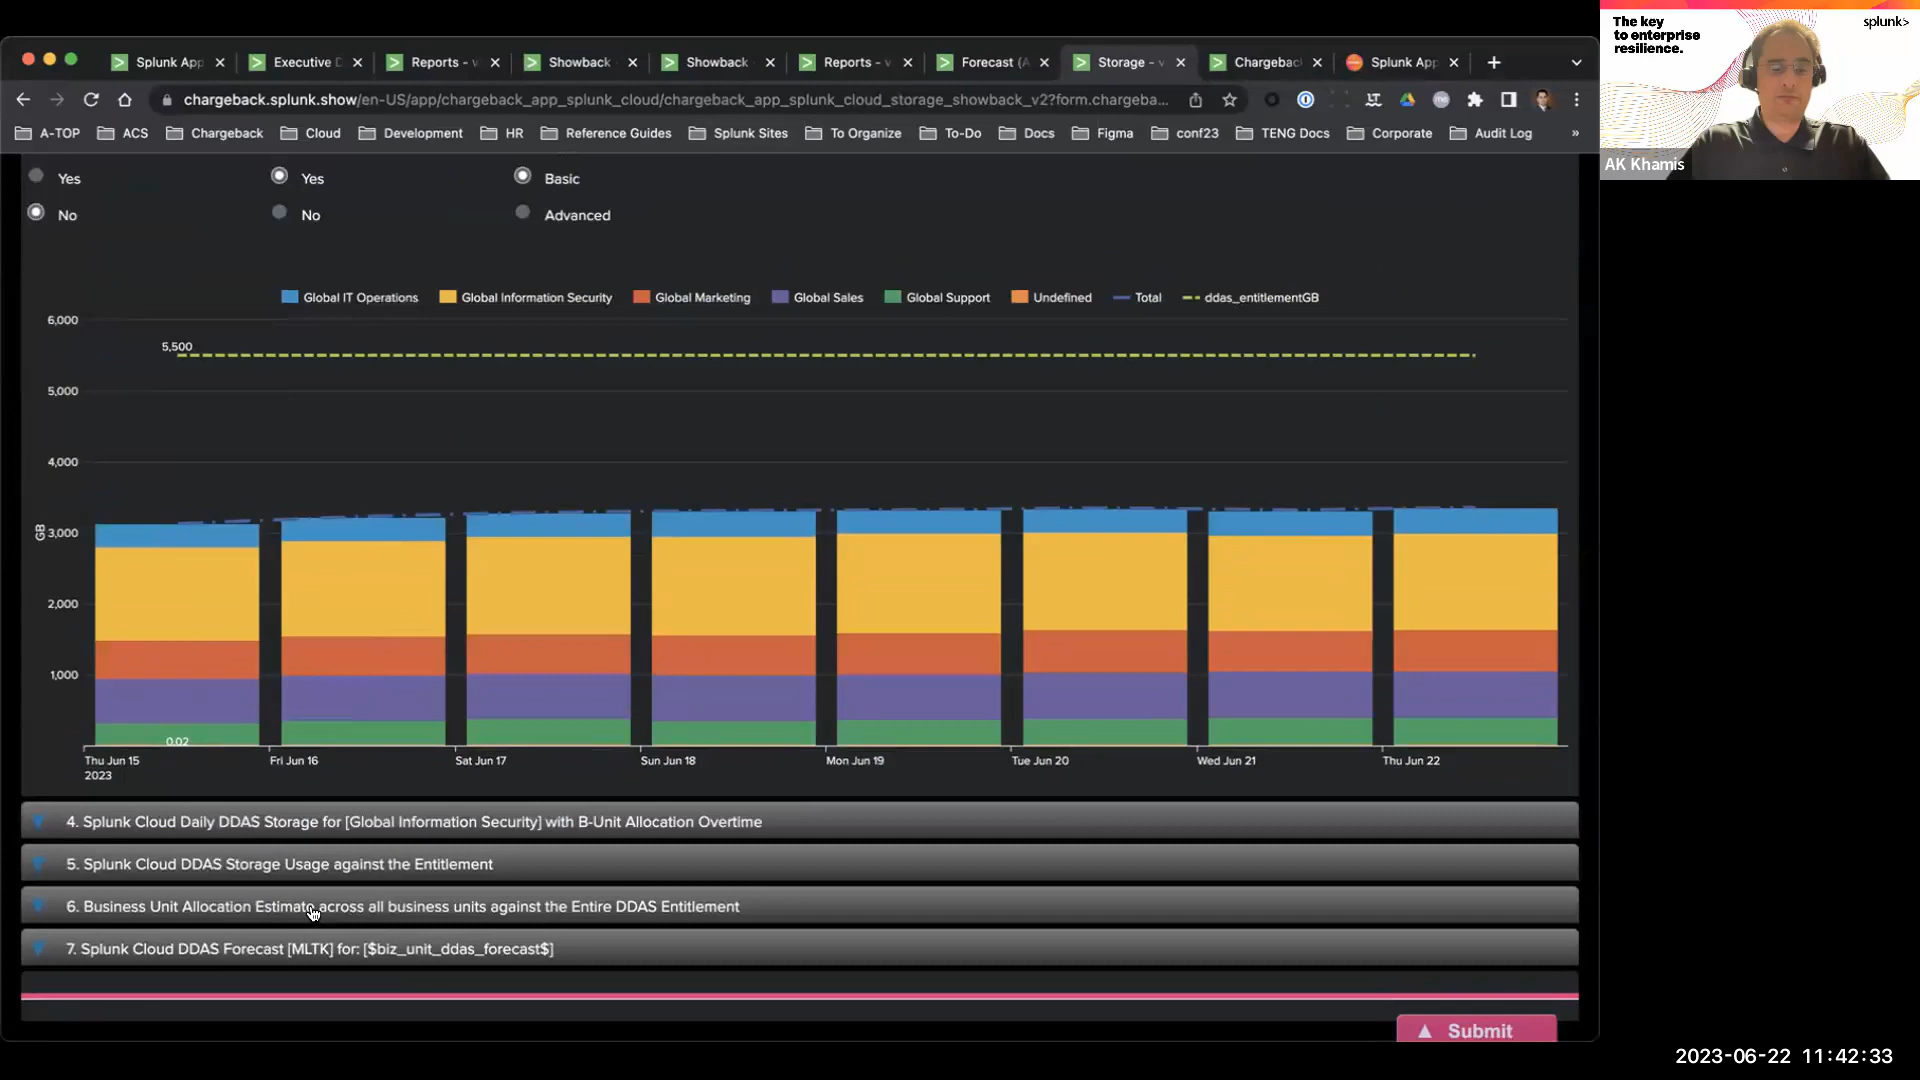 Splunk App
Executive D
Reports - v
Showback
Showback
Reports - v
Forecast (A
Storage - v
Chargebac
Splunk App
chargeback.splunk.show/en-US/app/chargeback_app_splunk_cloud/chargeback_app_splunk_cloud_storage_showback_v2?form.chargeba...
A-TOP
ACS
Chargeback
Cloud
Development
HR
Reference Guides
Splunk Sites
To Organize
To-Do
Docs
Figma
conf23
TENG Docs
Corporate
Audit Log
»
The key
to enterprise
resilience.
splunk>
AK Khamis
Yes
Yes
Basic
No
No
Advanced
Global IT Operations
Global Information Security
Global Marketing
Global Sales
Global Support
Undefined
Total
ddas_entitlementGB
6,000
5,500
5,000
4,000
GB
3,000
2,000
1,000
0.02
Thu Jun 15
2023
Fri Jun 16
Sat Jun 17
Sun Jun 18
Mon Jun 19
Tue Jun 20
Wed Jun 21
Thu Jun 22
4. Splunk Cloud Daily DDAS Storage for [Global Information Security] with B-Unit Allocation Overtime
5. Splunk Cloud DDAS Storage Usage against the Entitlement
6. Business Unit Allocation Estimate across all business units against the Entire DDAS Entitlement
7. Splunk Cloud DDAS Forecast [MLTK] for: [$biz_unit_ddas_forecast$]
▲ Submit
2023-06-22 11:42:33